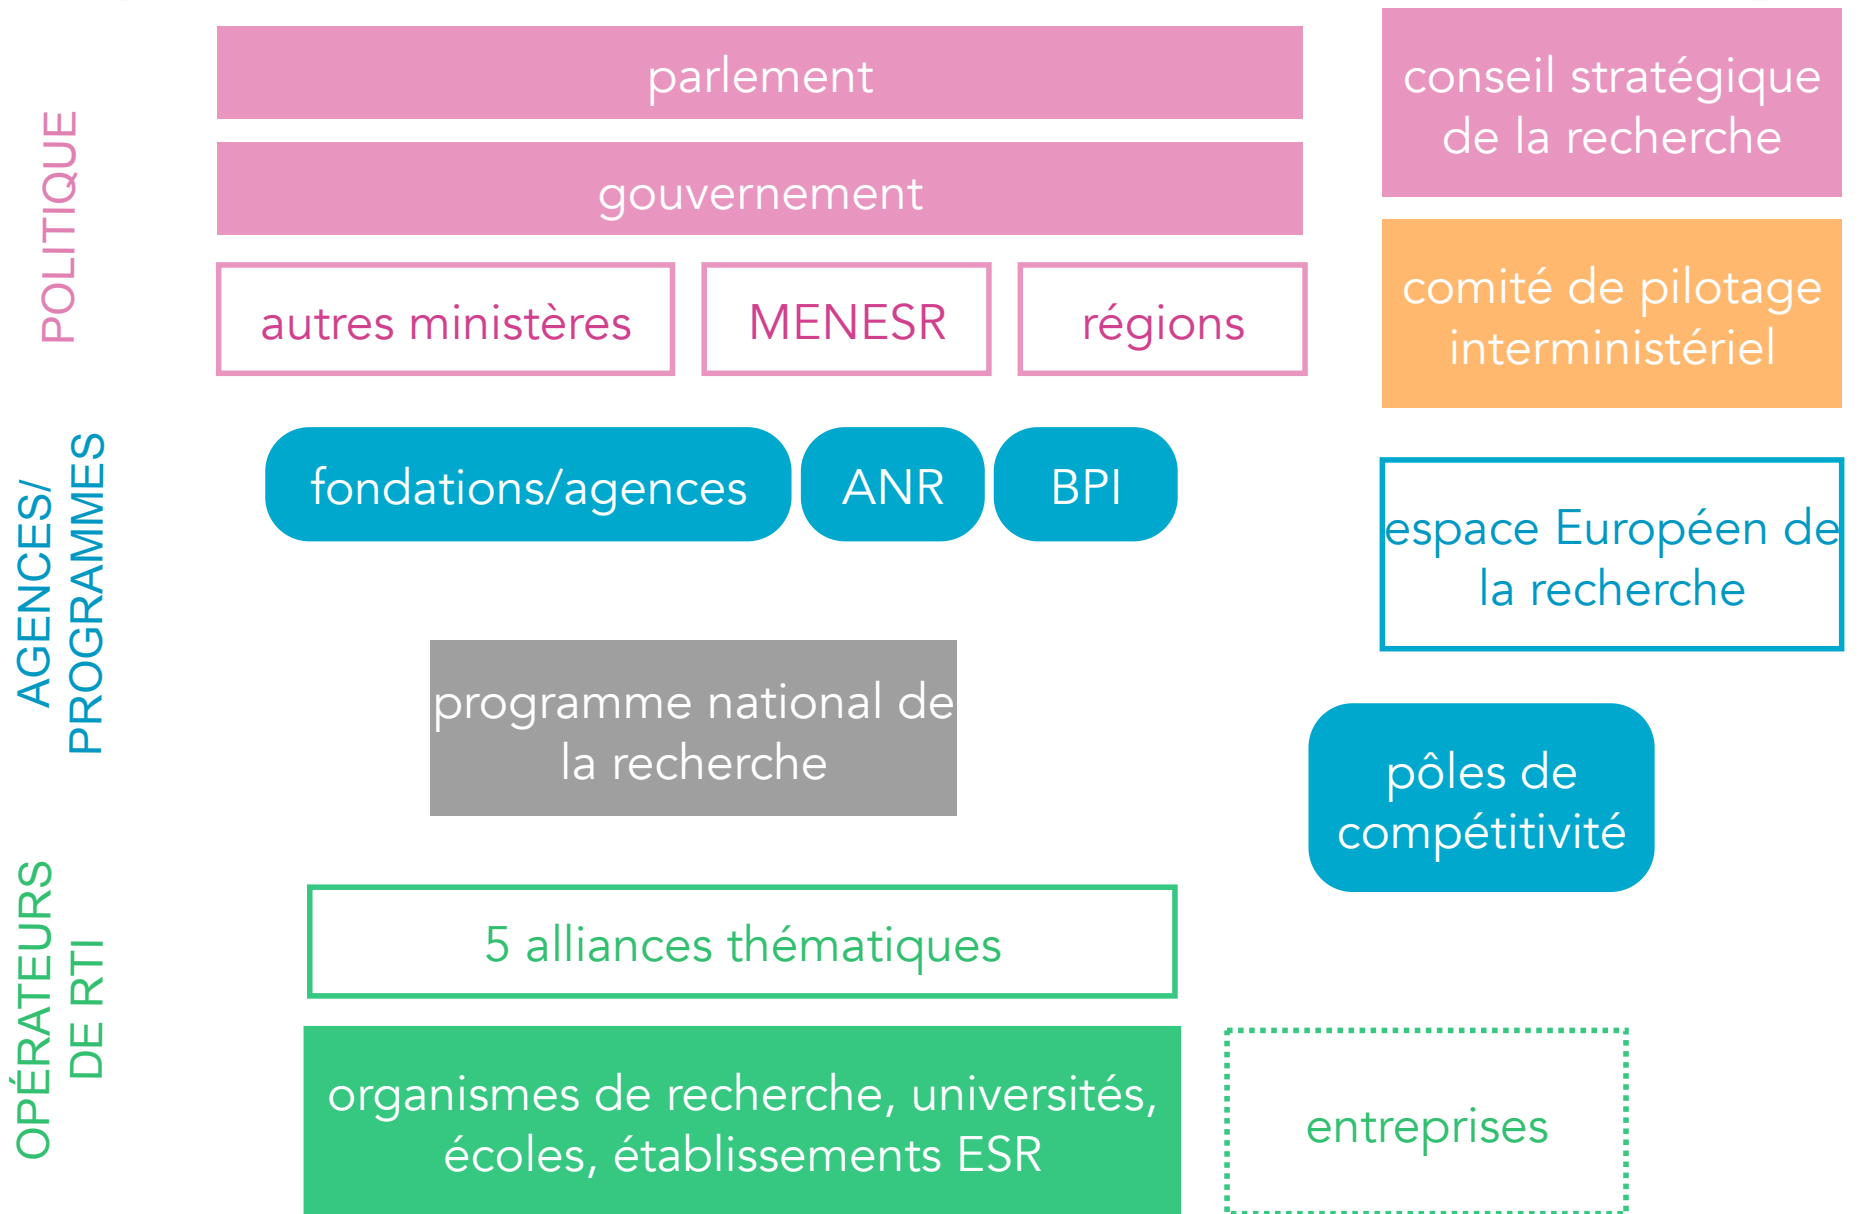 POLITIQUE
parlement
gouvernement
autres ministères
MENESR
régions
conseil stratégique
de la recherche
comité de pilotage
interministériel
AGENCES/
PROGRAMMES
fondations/agences
ANR
BPI
espace Européen de
la recherche
programme national de
la recherche
pôles de
compétitivité
OPÉRATEURS
DE RTI
5 alliances thématiques
organismes de recherche, universités,
écoles, établissements ESR
entreprises